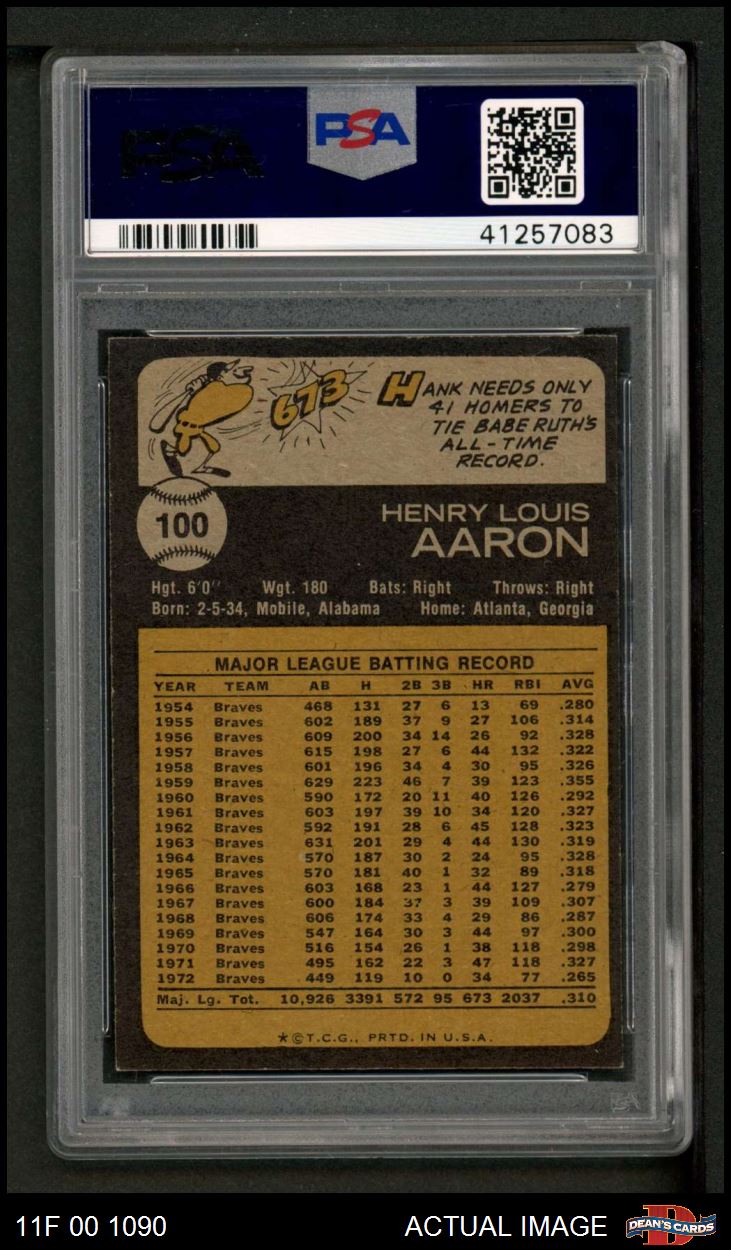 PSA
PSA
41257083
673
HANK NEEDS ONLY
41 HOMERS TO
TIE BABE RUTH'S
ALL-TIME
RECORD.
100
HENRY LOUIS
AARON
Hgt. 6'0" Wgt. 180 Bats: Right Throws: Right
Born: 2-5-34, Mobile, Alabama Home: Atlanta, Georgia
MAJOR LEAGUE BATTING RECORD
YEAR TEAM AB H 2B 3B HR RBI AVG
1954 Braves 468 131 27 6 13 69 .280
1955 Braves 602 189 37 9 27 106 .314
1956 Braves 609 200 34 14 26 92 .328
1957 Braves 615 198 27 6 44 132 .322
1958 Braves 601 196 34 4 30 95 .326
1959 Braves 629 223 46 7 39 123 .355
1960 Braves 590 172 20 11 40 126 .292
1961 Braves 603 197 39 10 34 120 .327
1962 Braves 592 191 28 6 45 128 .323
1963 Braves 631 201 29 4 44 130 .319
1964 Braves 570 187 30 2 24 95 .328
1965 Braves 570 181 40 1 32 89 .318
1966 Braves 603 168 23 1 44 127 .279
1967 Braves 600 184 37 3 39 109 .307
1968 Braves 606 174 33 4 29 86 .287
1969 Braves 547 164 30 3 44 97 .300
1970 Braves 516 154 26 1 38 118 .298
1971 Braves 495 162 22 3 47 118 .327
1972 Braves 449 119 10 0 34 77 .265
Maj. Lg. Tot. 10,926 3391 572 95 673 2037 .310
*©T.C.G., PRTD. IN U.S.A.
11F 00 1090 ACTUAL IMAGE DEAN'S CARDS